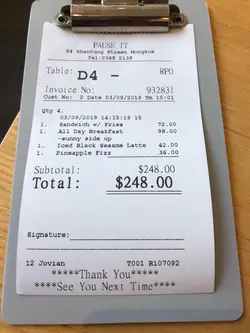 PAUSE IT
64 Shantung Street Mongkok
Tel:2348 2138
Table: D4 - RPO
Invoice No: 932831
Cust No: 2 Date 03/09/2019 Tm 15:01
Qty 4.
03/09/2019 14:15:19 15
1. Sandwich w/ Fries 72.00
1. All Day Breakfast 98.00
-sunny side up
1. Iced Black Sesame Latte 42.00
1. Pineapple Fizz 36.00
Subtotal: $248.00
Total: $248.00
Signature:
12 Jovian T001 R107092
*****Thank You*****
****See You Next Time****